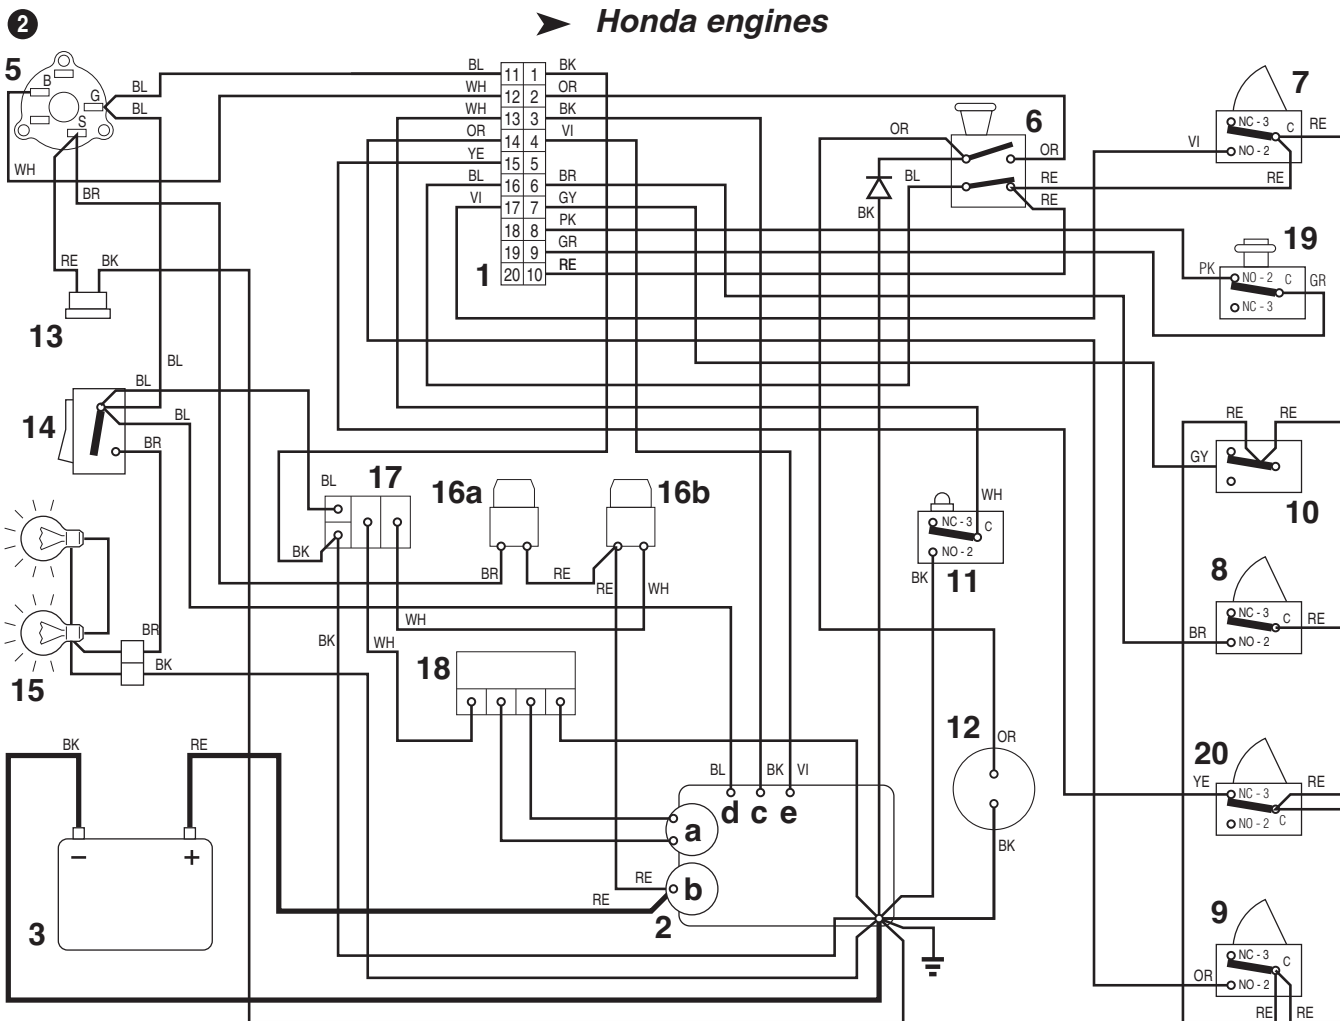 2
Honda engines
5
B
G
S
BL
BL
WH
BR
RE BK
13
BL
WH
WH
OR
YE
BL
VI
11 1
12 2
13 3
14 4
15 5
16 6
17 7
18 8
19 9
20 10
1
BK
OR
BK
VI
BR
GY
PK
GR
RE
OR
6
OR
BL
RE
RE
BK
7
NC - 3
C
RE
VI
NO - 2
RE
19
PK
NO - 2 C
GR
NC - 3
BL
BL
14
BL
BR
17
BL
BK
16a
16b
BR
RE
RE
WH
WH
WH
NC - 3
C
NO - 2
BK
11
RE RE
GY
10
8
NC - 3
C
RE
BR
NO - 2
15
BR
BK
BK
WH
18
BK
RE
3
RE
RE
BL BK VI
d c e
a
b
2
12
OR
BK
20
YE
NC - 3
RE
NO - 2
C
9
NC - 3
C
OR
NO - 2
RE RE